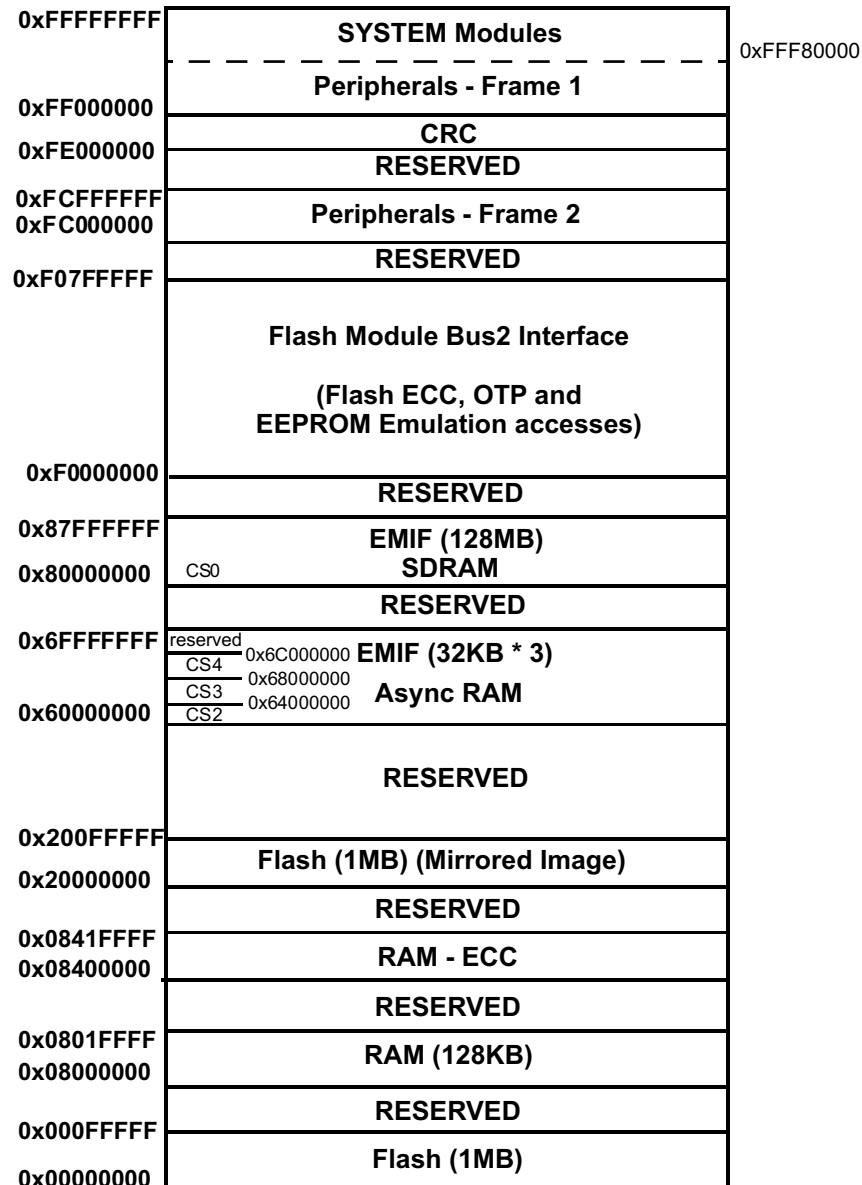 0xFFFFFFFF
SYSTEM Modules
0xFFF80000
Peripherals - Frame 1
0xFF000000
CRC
0xFE000000
RESERVED
0xFCFFFFFF
Peripherals - Frame 2
0xFC000000
RESERVED
0xF07FFFFF
Flash Module Bus2 Interface
(Flash ECC, OTP and
EEPROM Emulation accesses)
0xF0000000
RESERVED
0x87FFFFFF
EMIF (128MB)
0x80000000
CS0
SDRAM
RESERVED
0x6FFFFFFF
reserved
0x6C000000
EMIF (32KB * 3)
CS4
0x68000000
CS3
Async RAM
0x64000000
0x60000000
CS2
RESERVED
0x200FFFFF
Flash (1MB) (Mirrored Image)
0x20000000
RESERVED
0x0841FFFF
RAM - ECC
0x08400000
RESERVED
0x0801FFFF
RAM (128KB)
0x08000000
RESERVED
0x000FFFFF
Flash (1MB)
0x00000000